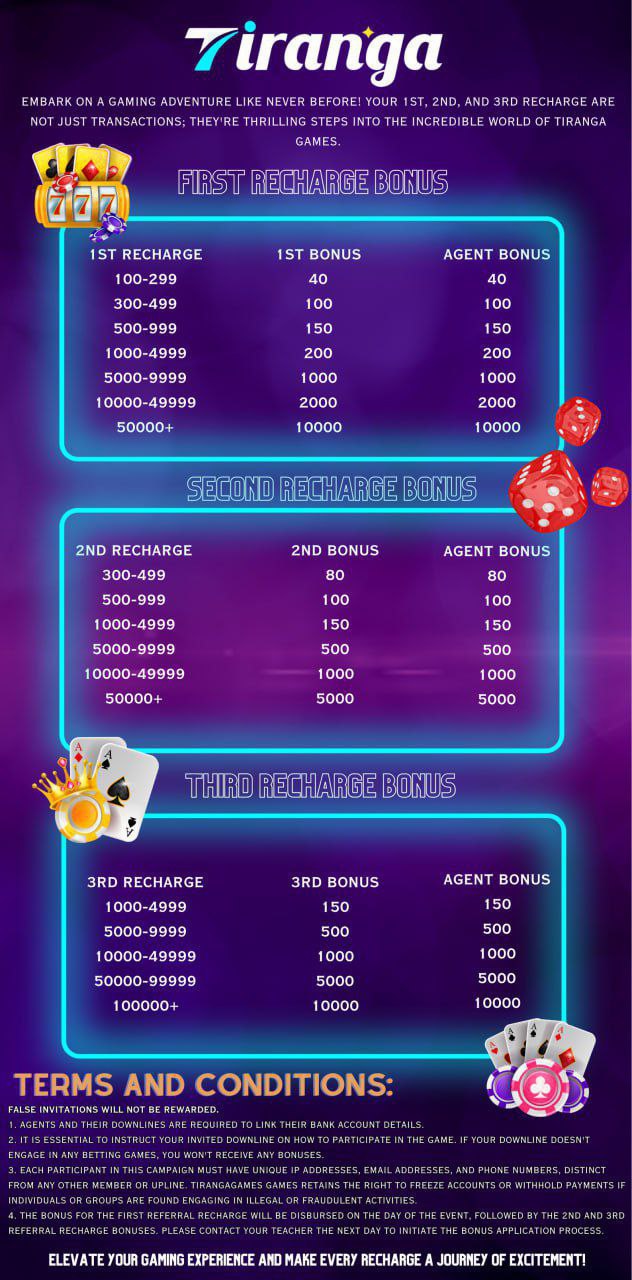 Tiranga
EMBARK ON A GAMING ADVENTURE LIKE NEVER BEFORE! YOUR 1ST, 2ND, AND 3RD RECHARGE ARE
NOT JUST TRANSACTIONS; THEY'RE THRILLING STEPS INTO THE INCREDIBLE WORLD OF TIRANGA
GAMES.
777
FIRST RECHARGE BONUS
1ST RECHARGE 1ST BONUS AGENT BONUS
100-299 40 40
300-499 100 100
500-999 150 150
1000-4999 200 200
5000-9999 1000 1000
10000-49999 2000 2000
50000+ 10000 10000
SECOND RECHARGE BONUS
2ND RECHARGE 2ND BONUS AGENT BONUS
300-499 80 80
500-999 100 100
1000-4999 150 150
5000-9999 500 500
10000-49999 1000 1000
50000+ 5000 5000
A A
A
THIRD RECHARGE BONUS
3RD RECHARGE 3RD BONUS AGENT BONUS
1000-4999 150 150
5000-9999 500 500
10000-49999 1000 1000
50000-99999 5000 5000
100000+ 10000 10000
A A A A
TERMS AND CONDITIONS:
FALSE INVITATIONS WILL NOT BE REWARDED.
1. AGENTS AND THEIR DOWNLINES ARE REQUIRED TO LINK THEIR BANK ACCOUNT DETAILS.
2. IT IS ESSENTIAL TO INSTRUCT YOUR INVITED DOWNLINE ON HOW TO PARTICIPATE IN THE GAME. IF YOUR DOWNLINE DOESN'T
ENGAGE IN ANY BETTING GAMES, YOU WON'T RECEIVE ANY BONUSES.
3. EACH PARTICIPANT IN THIS CAMPAIGN MUST HAVE UNIQUE IP ADDRESSES, EMAIL ADDRESSES, AND PHONE NUMBERS, DISTINCT
FROM ANY OTHER MEMBER OR UPLINE. TIRANGAGAMES GAMES RETAINS THE RIGHT TO FREEZE ACCOUNTS OR WITHHOLD PAYMENTS IF
INDIVIDUALS OR GROUPS ARE FOUND ENGAGING IN ILLEGAL OR FRAUDULENT ACTIVITIES.
4. THE BONUS FOR THE FIRST REFERRAL RECHARGE WILL BE DISBURSED ON THE DAY OF THE EVENT, FOLLOWED BY THE 2ND AND 3RD
REFERRAL RECHARGE BONUSES. PLEASE CONTACT YOUR TEACHER THE NEXT DAY TO INITIATE THE BONUS APPLICATION PROCESS.
ELEVATE YOUR GAMING EXPERIENCE AND MAKE EVERY RECHARGE A JOURNEY OF EXCITEMENT!